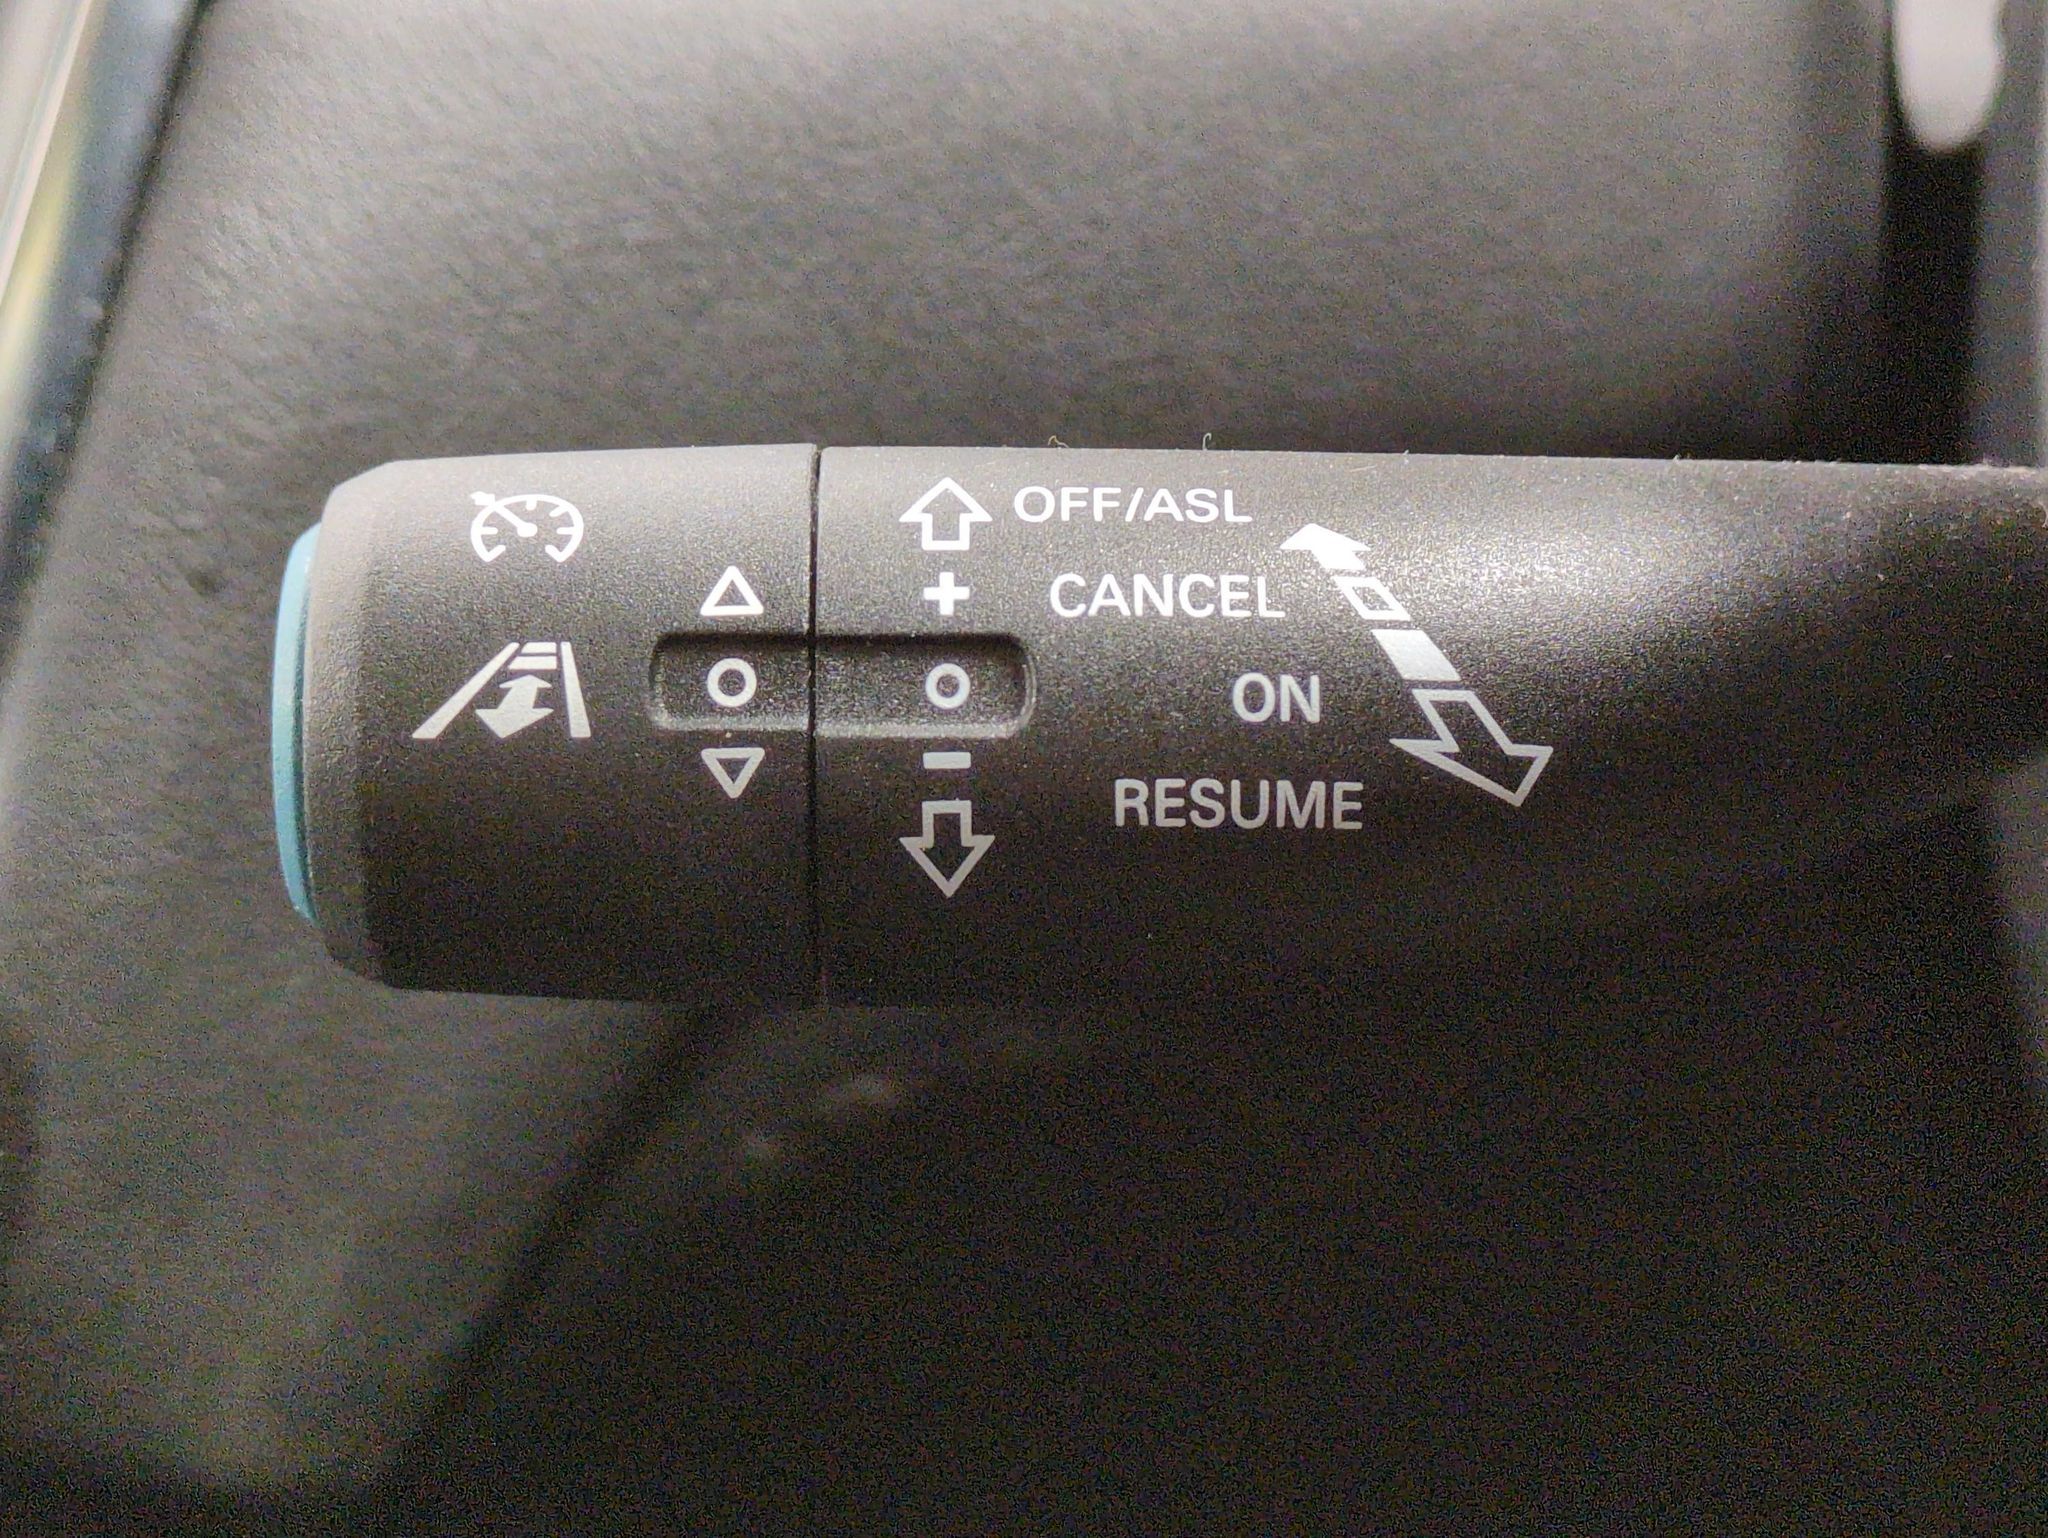 OFF/ASL
+ CANCEL
ON
-
RESUME